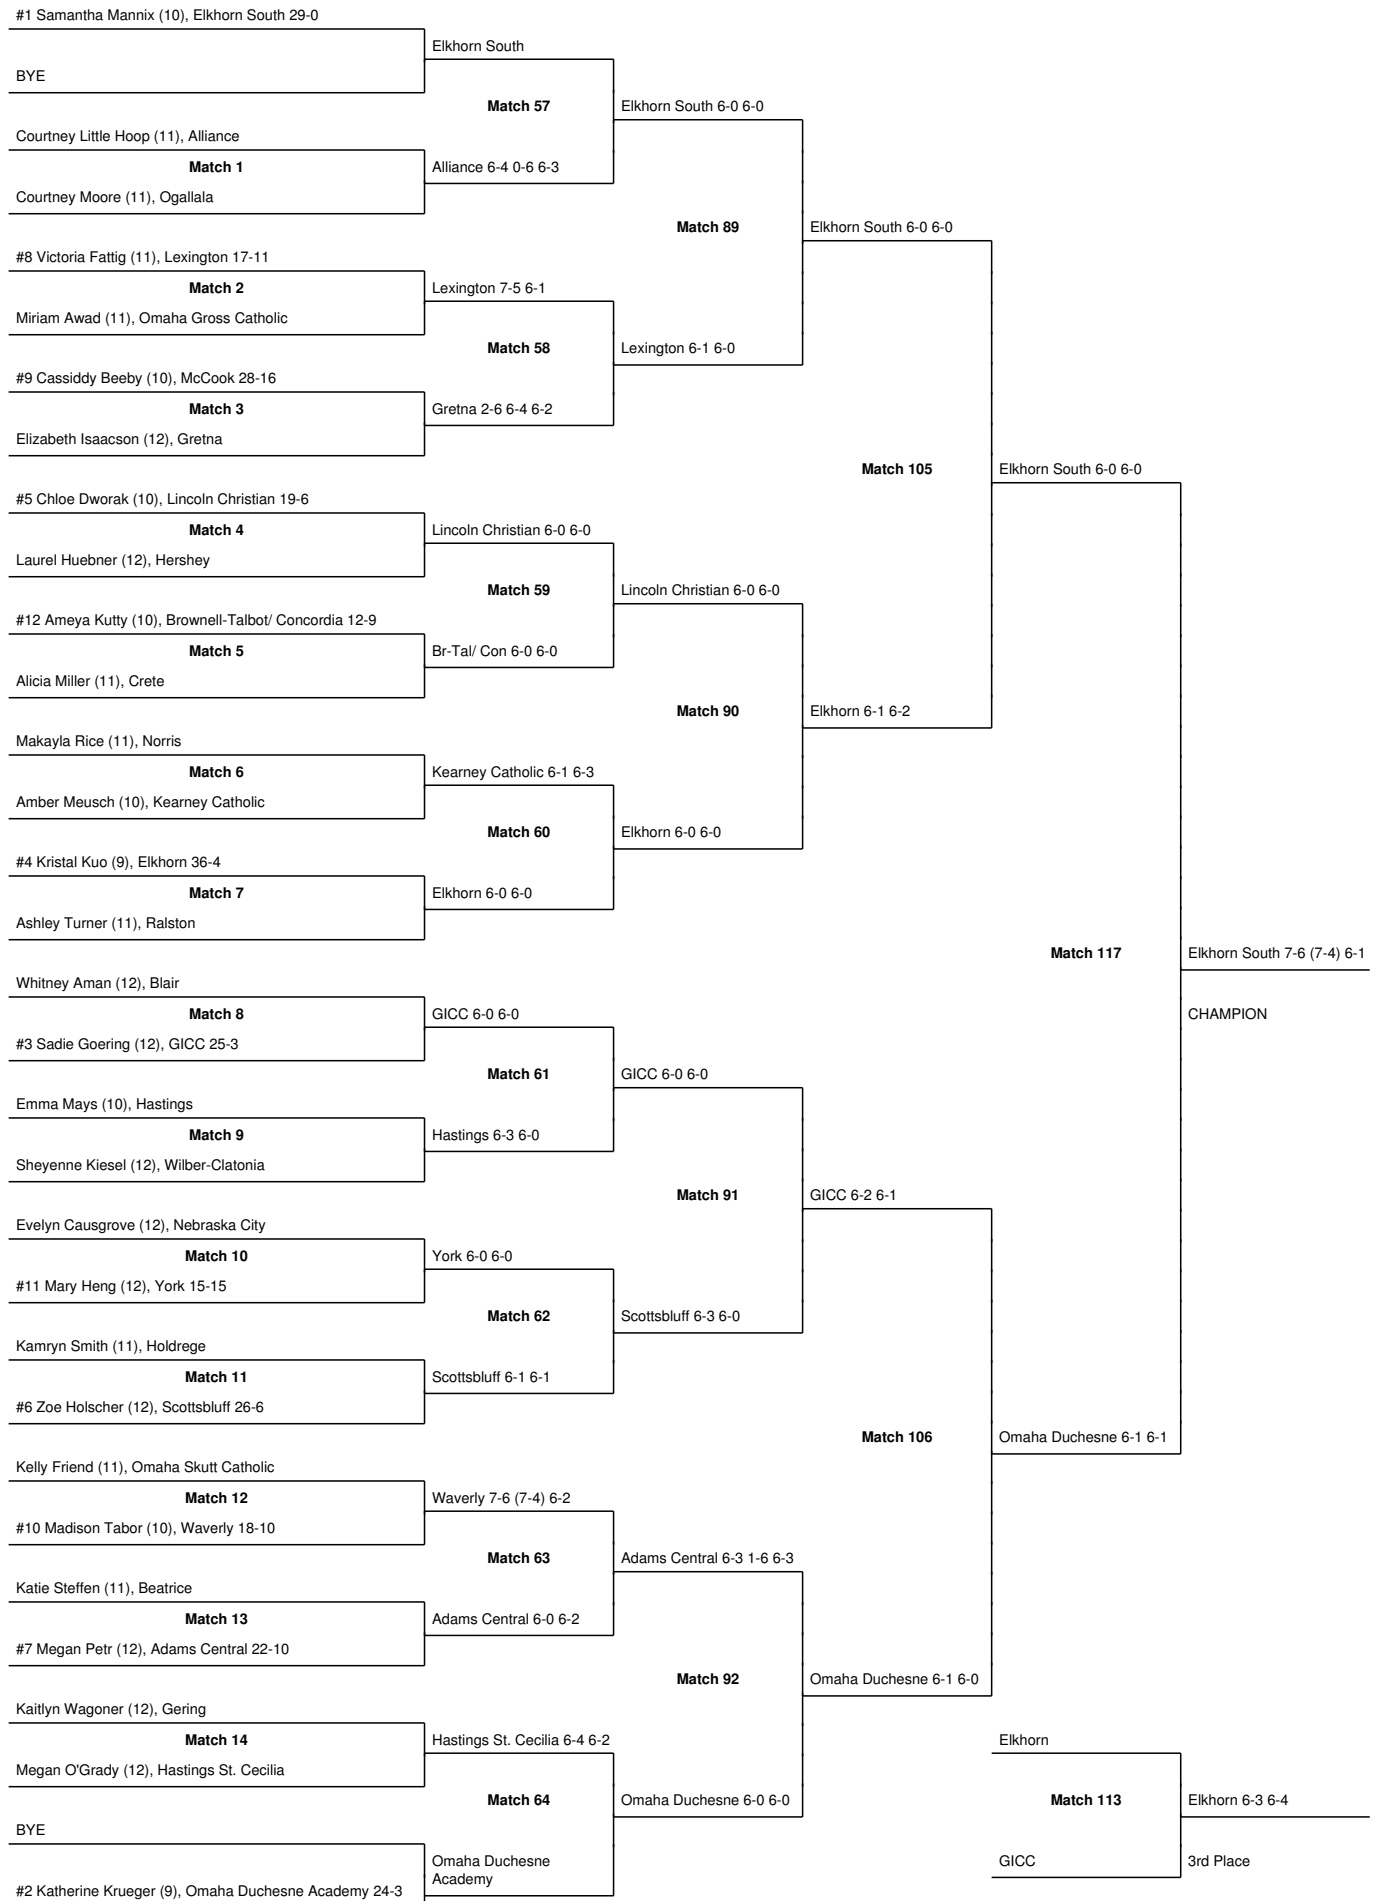 #1 Samantha Mannix (10), Elkhorn South 29-0
Elkhorn South
BYE
Match 57
Elkhorn South 6-0 6-0
Courtney Little Hoop (11), Alliance
Match 1
Alliance 6-4 0-6 6-3
Courtney Moore (11), Ogallala
Match 89
Elkhorn South 6-0 6-0
#8 Victoria Fattig (11), Lexington 17-11
Match 2
Lexington 7-5 6-1
Miriam Awad (11), Omaha Gross Catholic
Match 58
Lexington 6-1 6-0
#9 Cassiddy Beeby (10), McCook 28-16
Match 3
Gretna 2-6 6-4 6-2
Elizabeth Isaacson (12), Gretna
Match 105
Elkhorn South 6-0 6-0
#5 Chloe Dworak (10), Lincoln Christian 19-6
Match 4
Lincoln Christian 6-0 6-0
Laurel Huebner (12), Hershey
Match 59
Lincoln Christian 6-0 6-0
#12 Ameya Kutty (10), Brownell-Talbot/ Concordia 12-9
Match 5
Br-Tal/ Con 6-0 6-0
Alicia Miller (11), Crete
Match 90
Elkhorn 6-1 6-2
Makayla Rice (11), Norris
Match 6
Kearney Catholic 6-1 6-3
Amber Meusch (10), Kearney Catholic
Match 60
Elkhorn 6-0 6-0
#4 Kristal Kuo (9), Elkhorn 36-4
Match 7
Elkhorn 6-0 6-0
Ashley Turner (11), Ralston
Match 117
Elkhorn South 7-6 (7-4) 6-1
Whitney Aman (12), Blair
Match 8
GICC 6-0 6-0
CHAMPION
#3 Sadie Goering (12), GICC 25-3
Match 61
GICC 6-0 6-0
Emma Mays (10), Hastings
Match 9
Hastings 6-3 6-0
Sheyenne Kiesel (12), Wilber-Clatonia
Match 91
GICC 6-2 6-1
Evelyn Causgrove (12), Nebraska City
Match 10
York 6-0 6-0
#11 Mary Heng (12), York 15-15
Match 62
Scottsbluff 6-3 6-0
Kamryn Smith (11), Holdrege
Match 11
Scottsbluff 6-1 6-1
#6 Zoe Holscher (12), Scottsbluff 26-6
Match 106
Omaha Duchesne 6-1 6-1
Kelly Friend (11), Omaha Skutt Catholic
Match 12
Waverly 7-6 (7-4) 6-2
#10 Madison Tabor (10), Waverly 18-10
Match 63
Adams Central 6-3 1-6 6-3
Katie Steffen (11), Beatrice
Match 13
Adams Central 6-0 6-2
#7 Megan Petr (12), Adams Central 22-10
Match 92
Omaha Duchesne 6-1 6-0
Kaitlyn Wagoner (12), Gering
Match 14
Hastings St. Cecilia 6-4 6-2
Elkhorn
Megan O'Grady (12), Hastings St. Cecilia
Match 64
Omaha Duchesne 6-0 6-0
Match 113
Elkhorn 6-3 6-4
BYE
Omaha Duchesne
Academy
GICC
3rd Place
#2 Katherine Krueger (9), Omaha Duchesne Academy 24-3